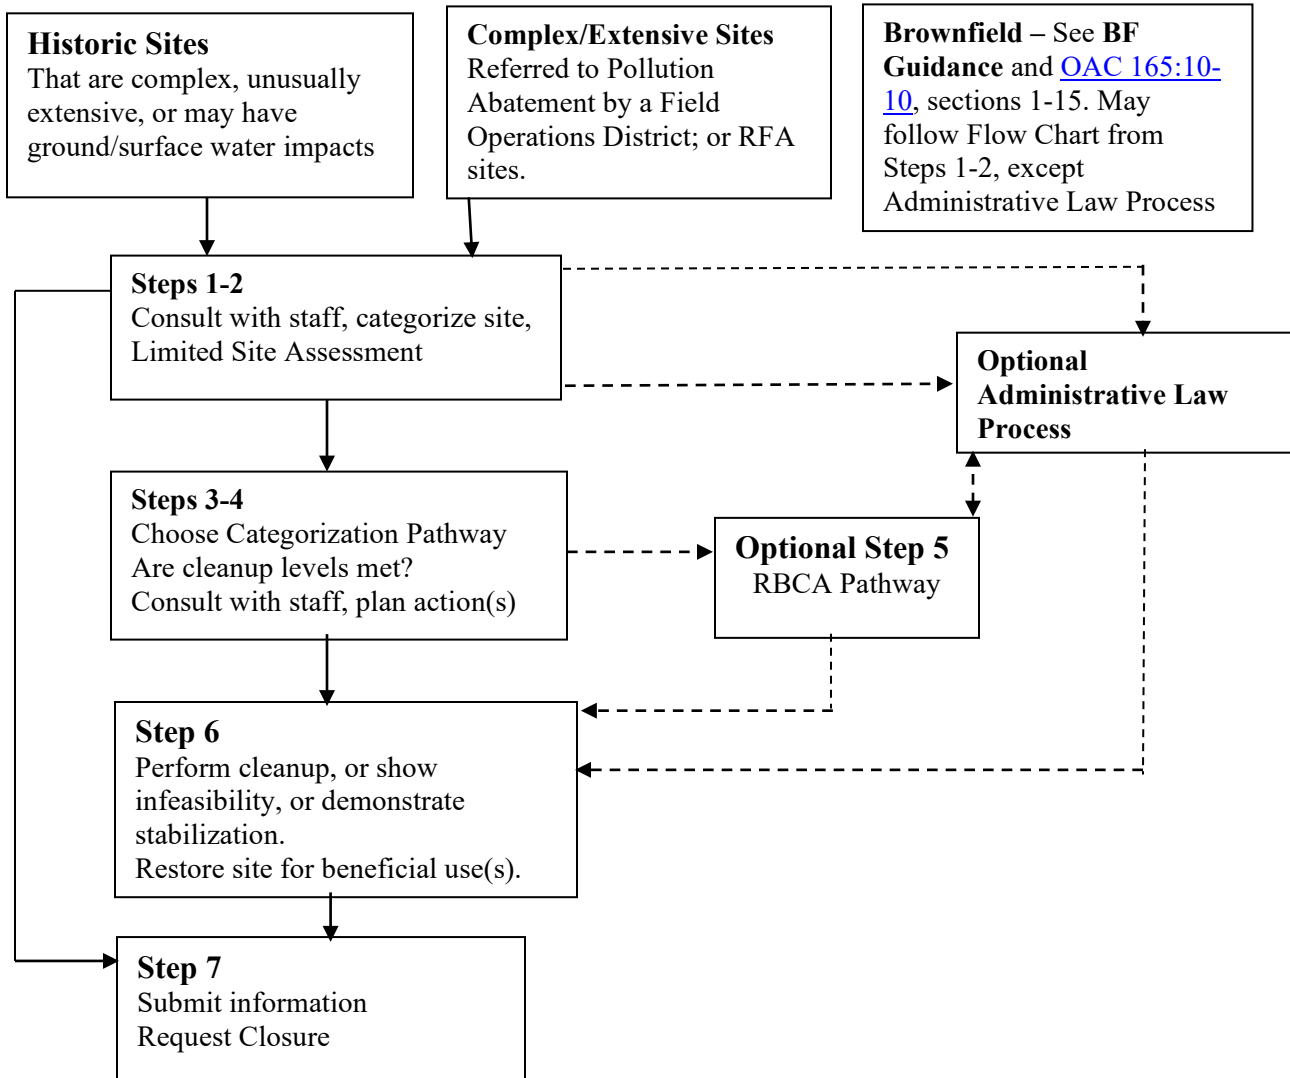 Historic Sites
That are complex, unusually
extensive, or may have
ground/surface water impacts
Complex/Extensive Sites
Referred to Pollution
Abatement by a Field
Operations District; or RFA
sites.
Brownfield – See BF
Guidance and OAC 165:10-
10, sections 1-15. May
follow Flow Chart from
Steps 1-2, except
Administrative Law Process
Steps 1-2
Consult with staff, categorize site,
Limited Site Assessment
Optional
Administrative Law
Process
Steps 3-4
Choose Categorization Pathway
Are cleanup levels met?
Consult with staff, plan action(s)
Optional Step 5
RBCA Pathway
Step 6
Perform cleanup, or show
infeasibility, or demonstrate
stabilization.
Restore site for beneficial use(s).
Step 7
Submit information
Request Closure